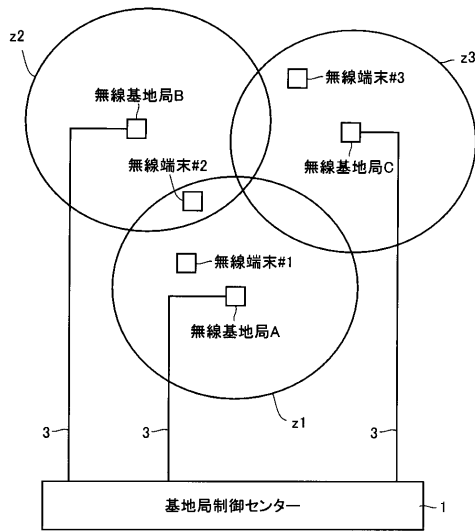 z2
z3
無線端末#3
無線基地局B
無線基地局C
無線端末#2
無線端末#1
無線基地局A
z1
3
3
3
基地局制御センター
1